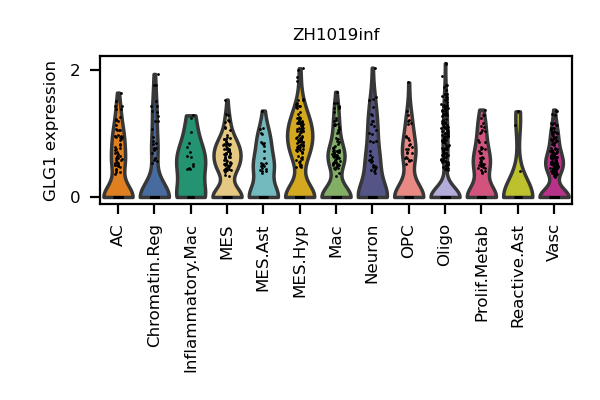 ZH1019inf
GLG1 expression
2
0
AC
Chromatin.Reg
Inflammatory.Mac
MES
MES.Ast
MES.Hyp
Mac
Neuron
OPC
Oligo
Prolif.Metab
Reactive.Ast
Vasc